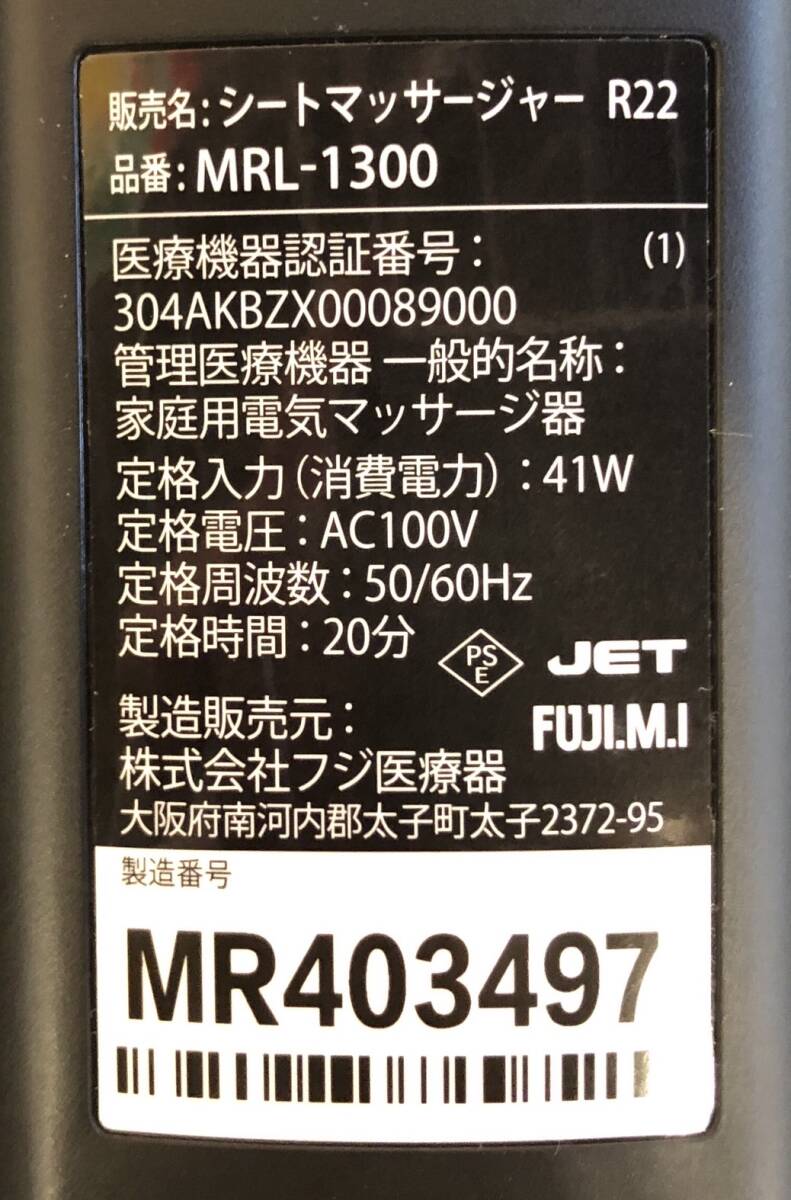 販売名：シートマッサージャー R22
品番：MRL-1300
医療機器認証番号： (1)
304AKBZX00089000
管理医療機器 一般的名称：
家庭用電気マッサージ器
定格入力（消費電力）：41W
定格電圧：AC100V
定格周波数：50/60Hz
定格時間：20分
PS
E
JET
製造販売元：
FUJI.M.I
株式会社フジ医療器
大阪府南河内郡太子町太子2372-95
製造番号
MR403497